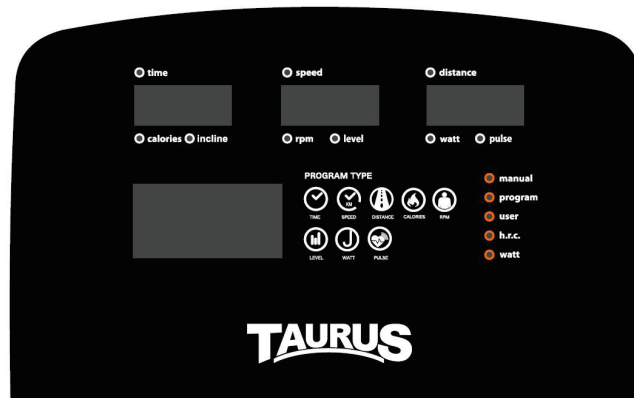 time speed distance
calories incline rpm level watt pulse
PROGRAM TYPE
manual
program
user
h.r.c.
watt
KM
TIME SPEED DISTANCE CALORIES RPM
LEVEL WATT PULSE
TAURUS